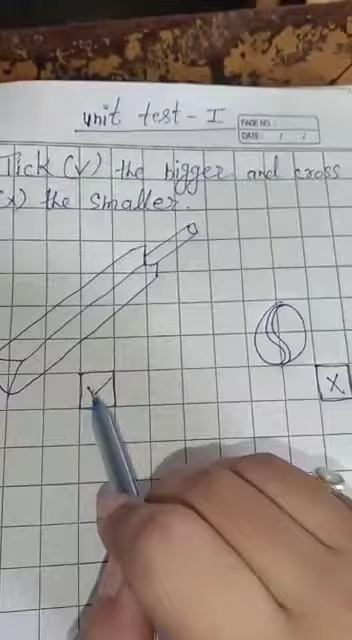 unit test - I
PAGE NO.:
DATE: / /
Tick (✓) the bigger and cross
(x) the smaller.
✓
X